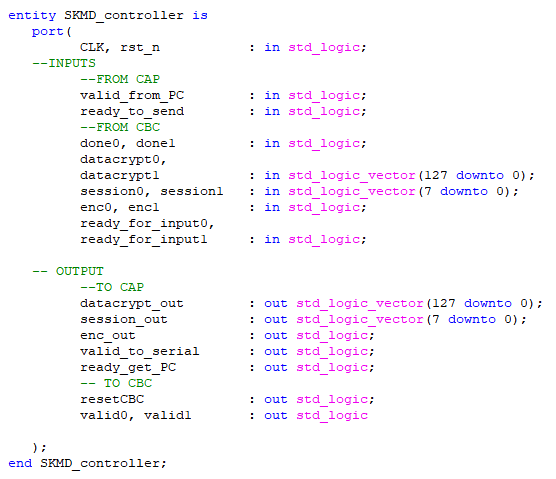 entity SKMD_controller is
port(
CLK, rst_n : in std_logic;
--INPUTS
--FROM CAP
valid_from_PC : in std_logic;
ready_to_send : in std_logic;
--FROM CBC
done0, done1 : in std_logic;
datacrypt0,
datacrypt1 : in std_logic_vector(127 downto 0);
session0, session1 : in std_logic_vector(7 downto 0);
enc0, enc1 : in std_logic;
ready_for_input0,
ready_for_input1 : in std_logic;
-- OUTPUT
--TO CAP
datacrypt_out : out std_logic_vector(127 downto 0);
session_out : out std_logic_vector(7 downto 0);
enc_out : out std_logic;
valid_to_serial : out std_logic;
ready_get_PC : out std_logic;
-- TO CBC
resetCBC : out std_logic;
valid0, valid1 : out std_logic
);
end SKMD_controller;